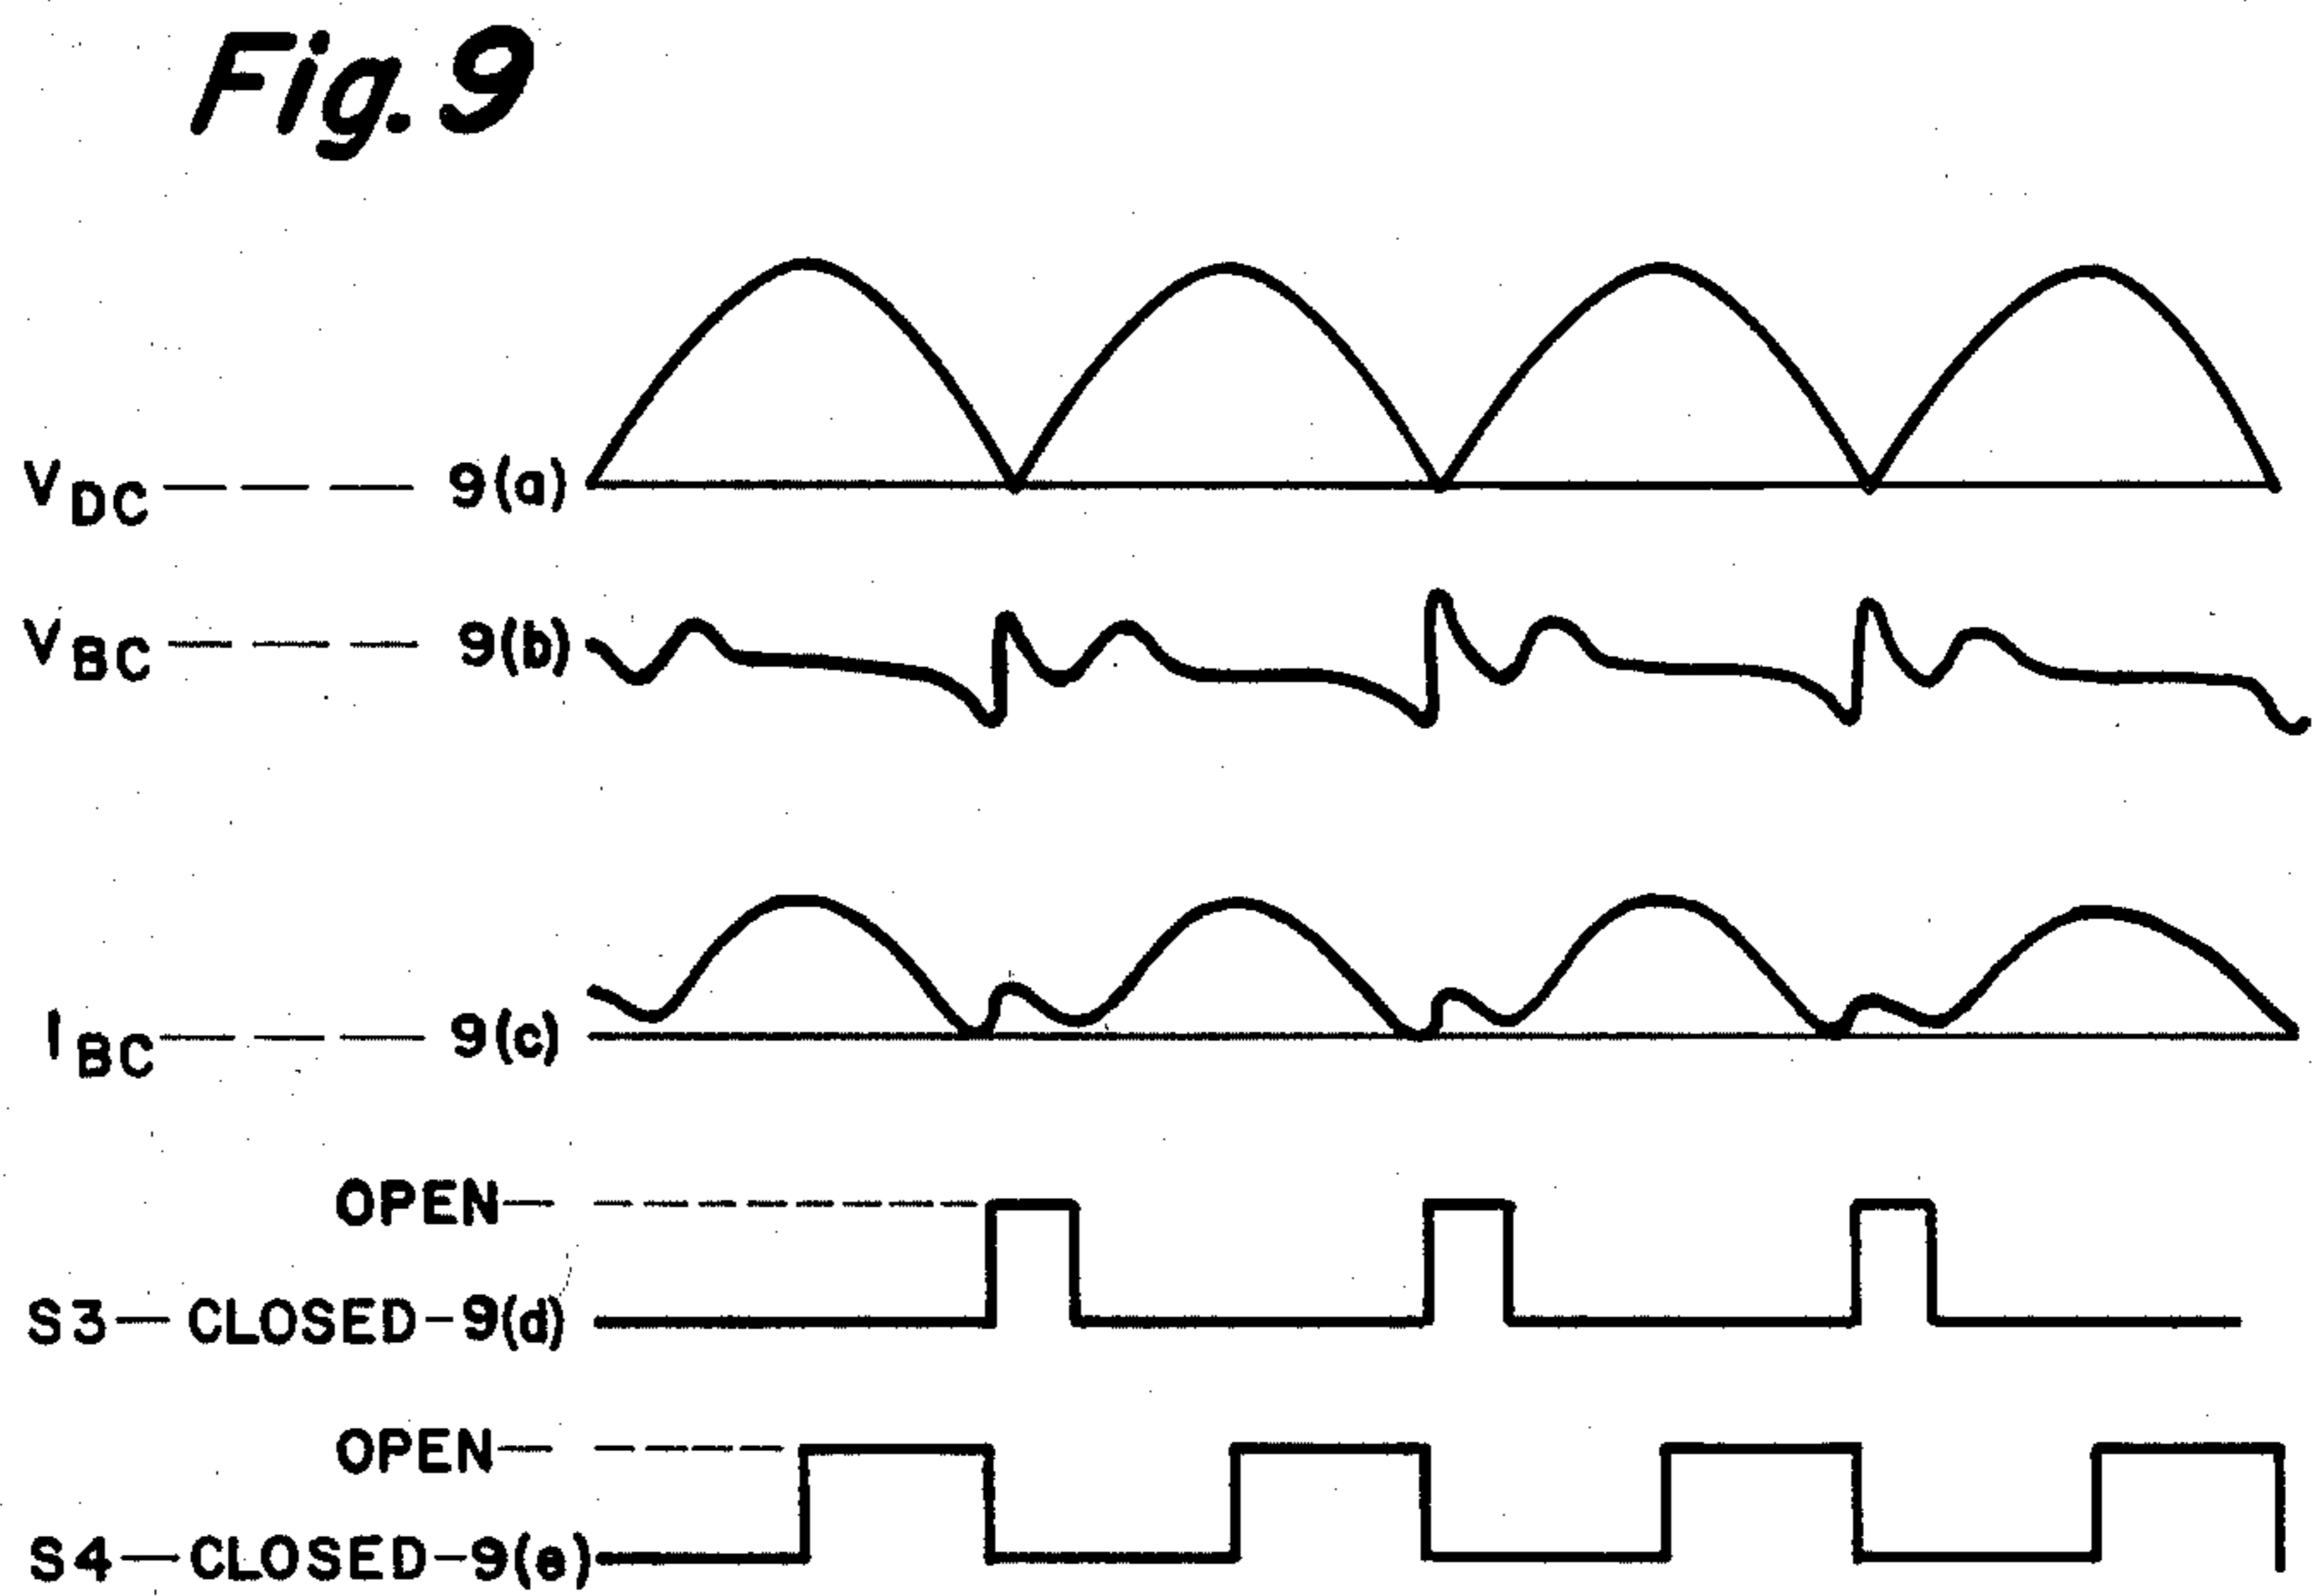 Fig. 9
VDC — — — 9(a)
VBC — — — 9(b)
IBC — — — 9(c)
OPEN—
S3—CLOSED-9(d)
OPEN—
S4—CLOSED-9(e)